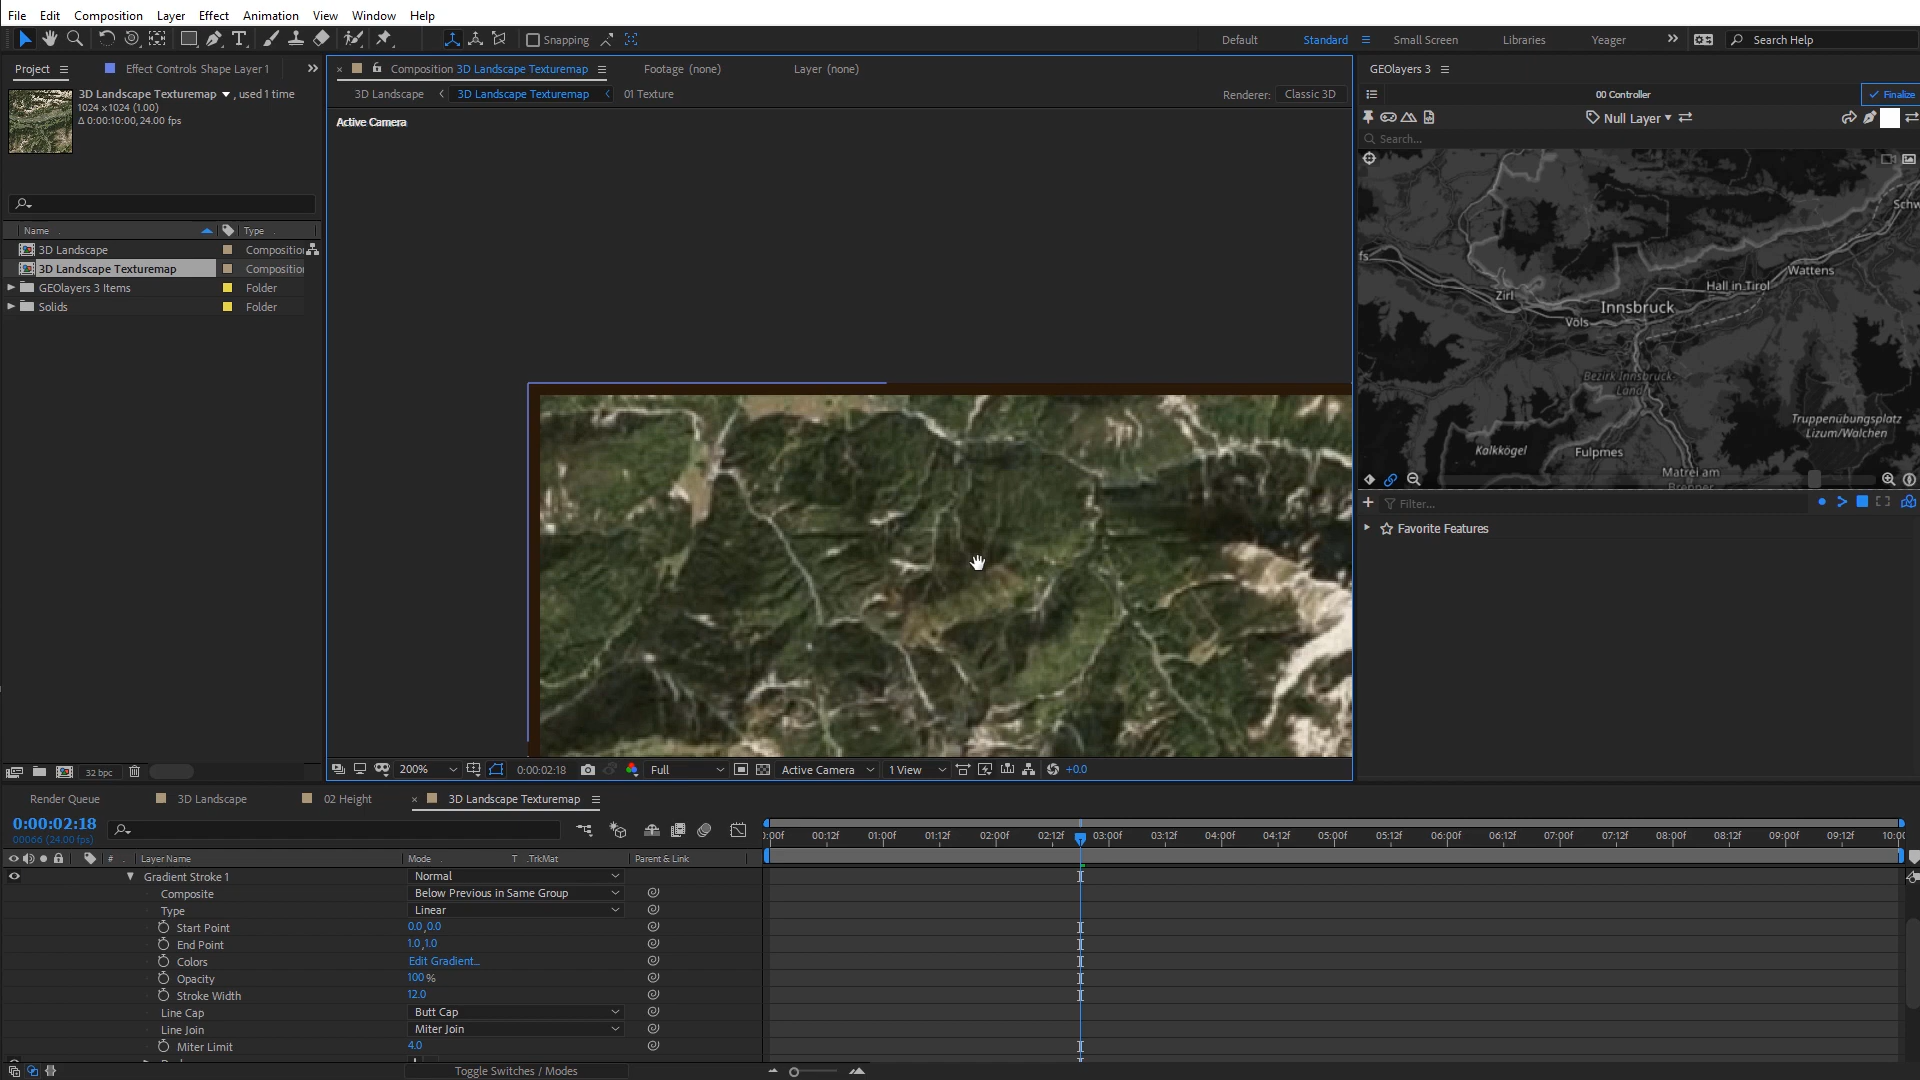 File Edit Composition Layer Effect Animation View Window Help
Snapping
Default Standard Small Screen Libraries Yeager Search Help
Project Effect Controls Shape Layer 1
Composition 3D Landscape Texturemap Footage (none) Layer (none)
GEOlayers 3
3D Landscape Texturemap , used 1 time
1024 x 1024 (1.00)
Δ 0:00:10:00, 24.00 fps
3D Landscape 3D Landscape Texturemap 01 Texture
Renderer: Classic 3D
00 Controller
Finalize
Active Camera
Null Layer
Search...
Name Type
3D Landscape Composition
3D Landscape Texturemap Composition
GEOlayers 3 Items Folder
Solids Folder
Wattens
Hall in Tirol
Zirl
Innsbruck
Völs
Bezirk Innsbruck-
Land
Truppenübungsplatz
Lizum/Walchen
Kalkkögel
Fulpmes
Matrei am
Brenner
Filter...
Favorite Features
32 bpc
200% 0:00:02:18 Full Active Camera 1 View +0.0
Render Queue 3D Landscape 02 Height 3D Landscape Texturemap
0:00:02:18
00066 (24.00 fps)
:00f 00:12f 01:00f 01:12f 02:00f 02:12f 03:00f 03:12f 04:00f 04:12f 05:00f 05:12f 06:00f 06:12f 07:00f 07:12f 08:00f 08:12f 09:00f 09:12f 10:0
# Layer Name Mode T .TrkMat Parent & Link
Gradient Stroke 1 Normal
Composite Below Previous in Same Group
Type Linear
Start Point 0.0,0.0
End Point 1.0,1.0
Colors Edit Gradient...
Opacity 100 %
Stroke Width 12.0
Line Cap Butt Cap
Line Join Miter Join
Miter Limit 4.0
Toggle Switches / Modes